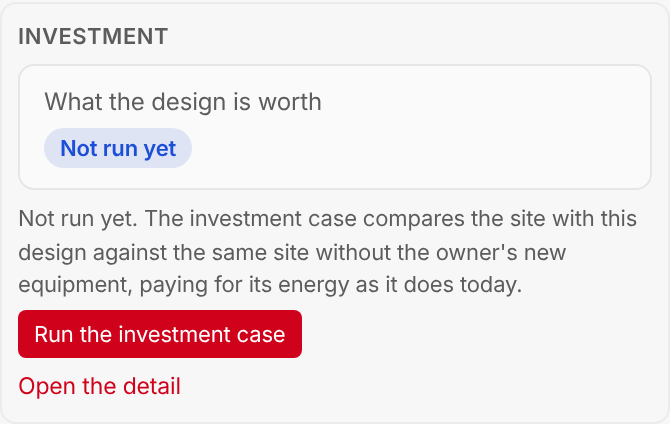 INVESTMENT
What the design is worth
Not run yet
Not run yet. The investment case compares the site with this
design against the same site without the owner's new
equipment, paying for its energy as it does today.
Run the investment case
Open the detail